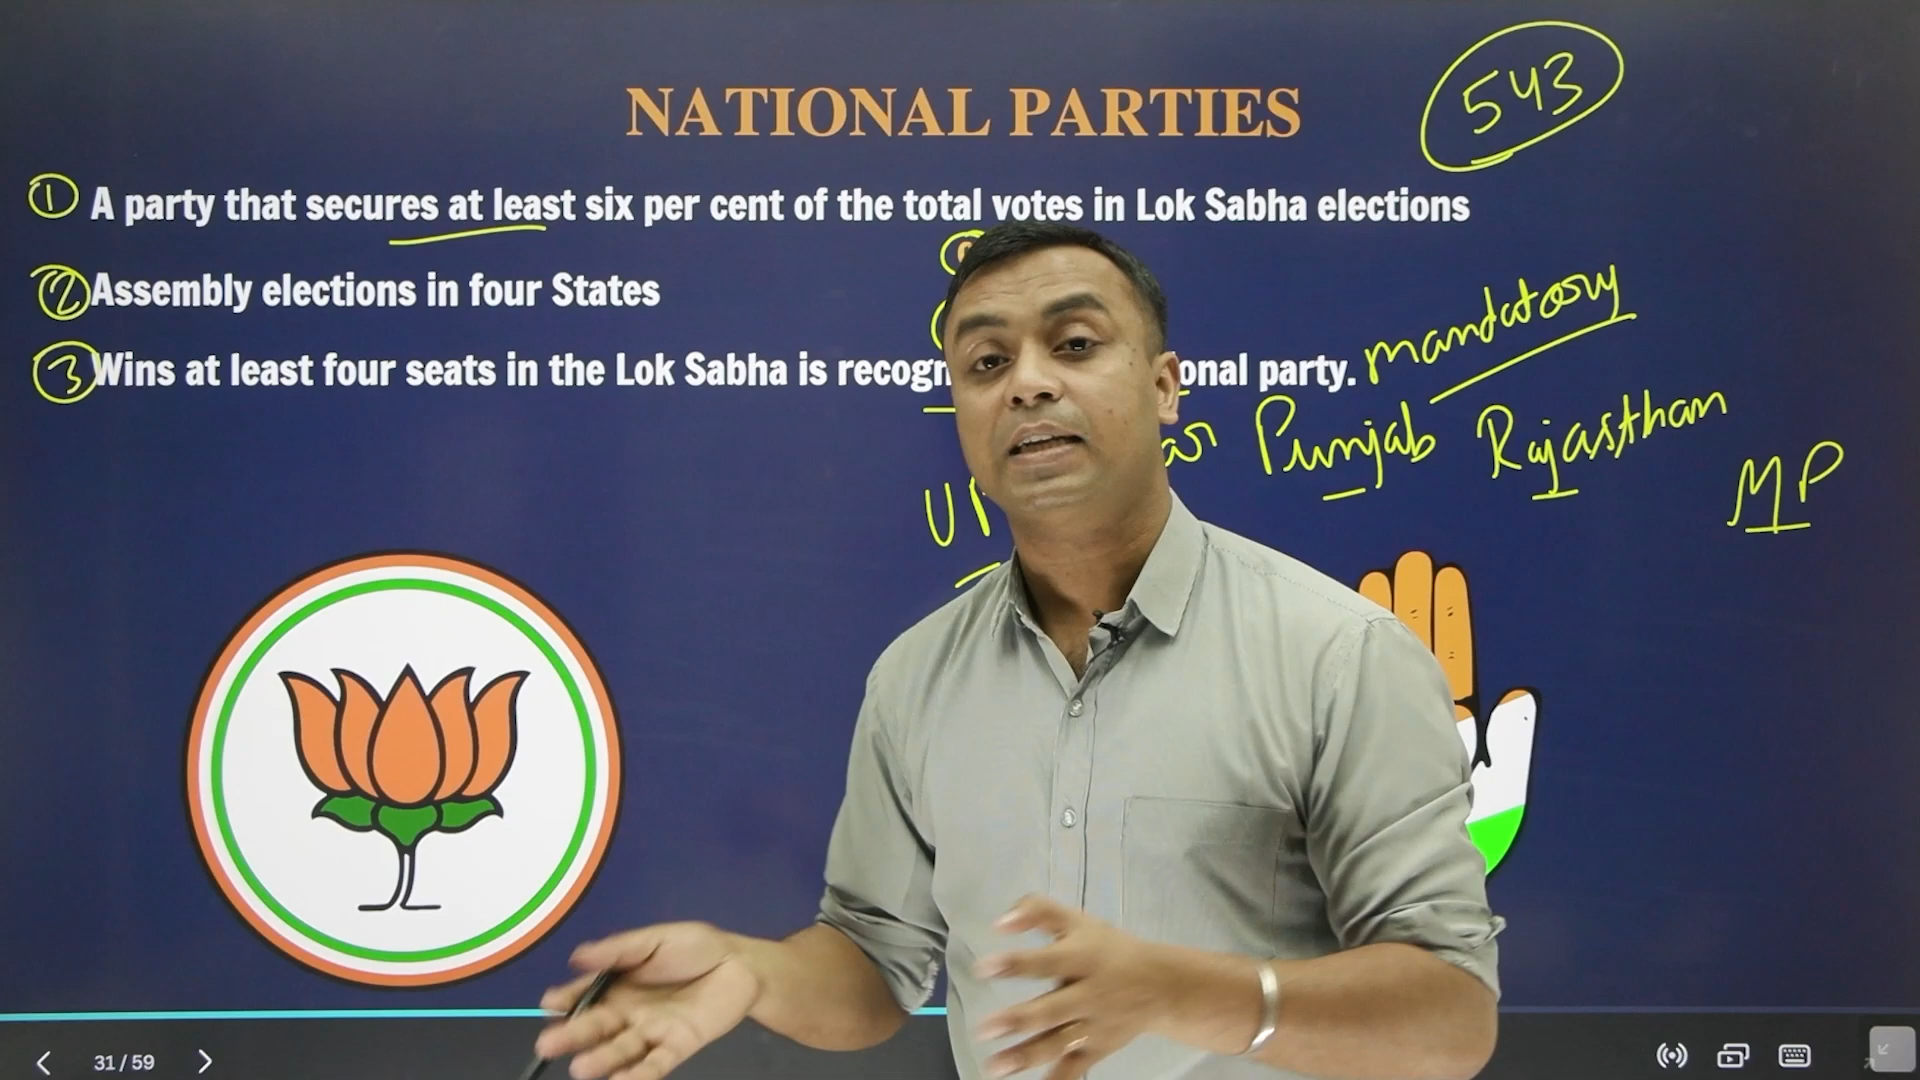 NATIONAL PARTIES
543
1 A party that secures at least six per cent of the total votes in Lok Sabha elections
2 Assembly elections in four States
3 Wins at least four seats in the Lok Sabha is recogn onal party. mandatory
Punjab Rajasthan
MP
31 / 59